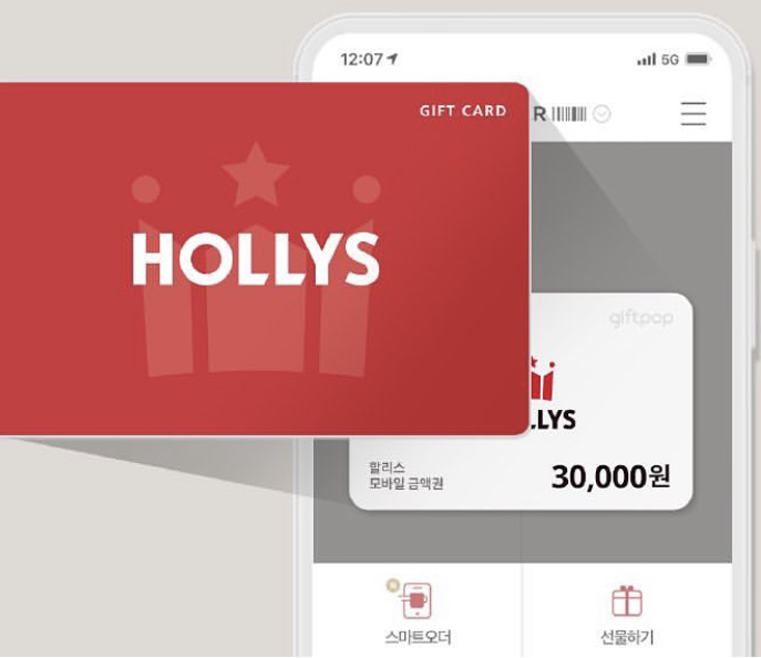 12:07
5G
GIFT CARD
R
HOLLYS
giftpop
LLYS
할리스
모바일 금액권
30,000원
스마트오더
선물하기